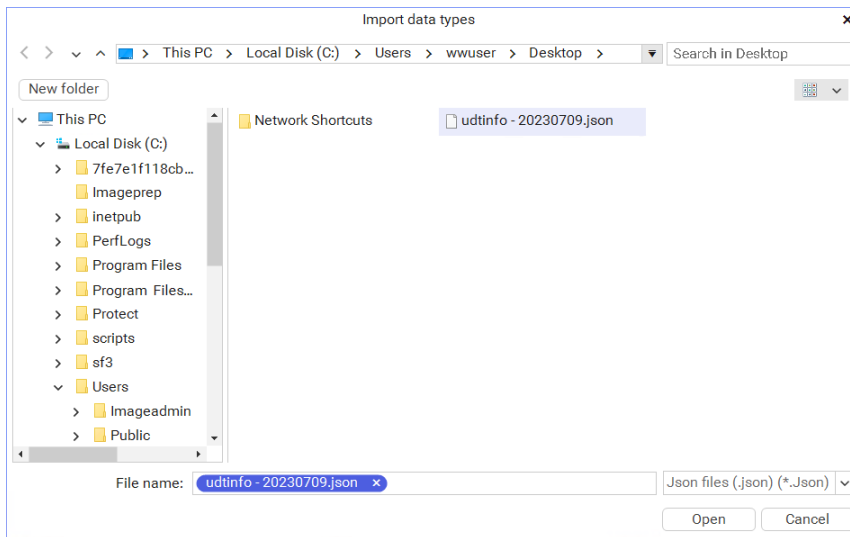 Import data types
This PC > Local Disk (C:) > Users > wwuser > Desktop >
Search in Desktop
New folder
This PC
Local Disk (C:)
7fe7e1f118cb...
Imageprep
inetpub
PerfLogs
Program Files
Program Files...
Protect
scripts
sf3
Users
Imageadmin
Public
Network Shortcuts
udtinfo - 20230709.json
File name: udtinfo - 20230709.json ×
Json files (.json) (*.Json)
Open Cancel